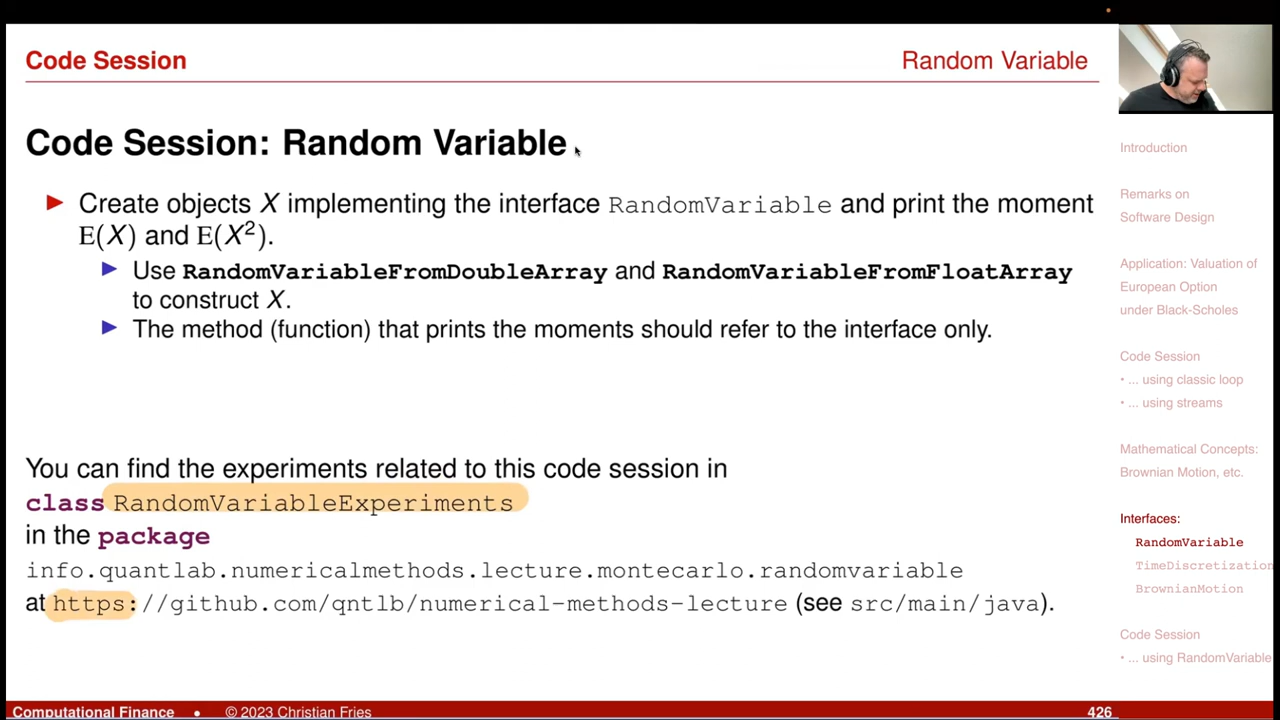 Code Session
Random Variable
Code Session: Random Variable
Create objects X implementing the interface RandomVariable and print the moment
E(X) and E(X²).
Use RandomVariableFromDoubleArray and RandomVariableFromFloatArray
to construct X.
The method (function) that prints the moments should refer to the interface only.
You can find the experiments related to this code session in
class RandomVariableExperiments
in the package
info.quantlab.numericalmethods.lecture.montecarlo.randomvariable
at https://github.com/qntlb/numerical-methods-lecture (see src/main/java).
Introduction
Remarks on
Software Design
Application: Valuation of
European Option
under Black-Scholes
Code Session
• ... using classic loop
• ... using streams
Mathematical Concepts:
Brownian Motion, etc.
Interfaces:
RandomVariable
TimeDiscretization
BrownianMotion
Code Session
• ... using RandomVariable
Computational Finance • © 2023 Christian Fries
426